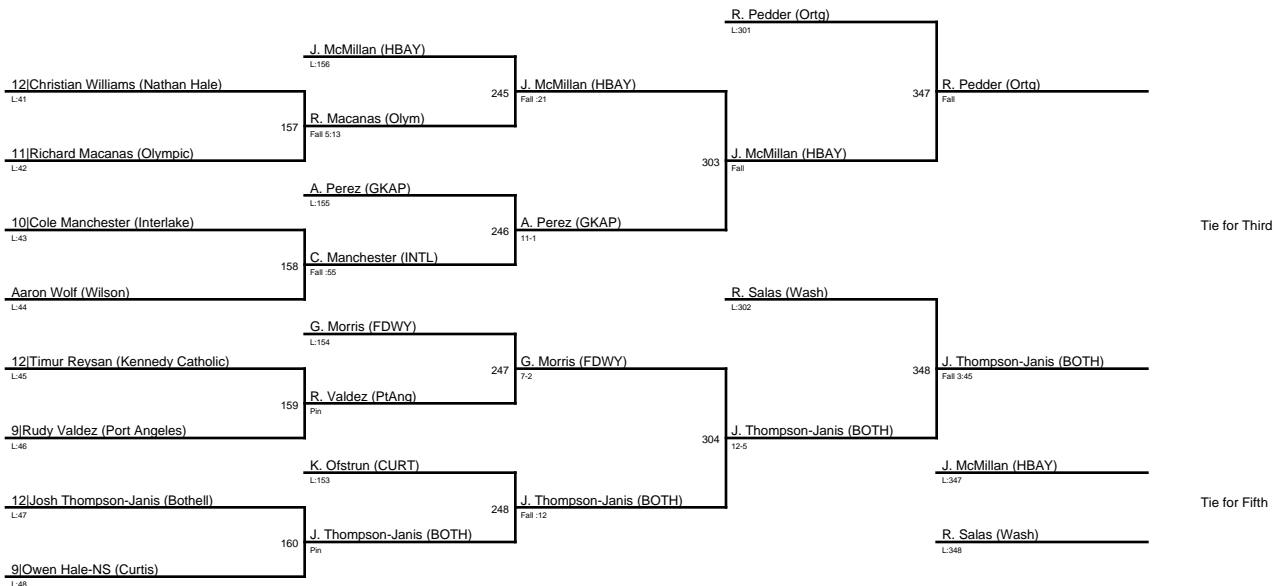 R. Pedder (Ortg)
L:301
J. McMillan (HBAY)
L:156
12|Christian Williams (Nathan Hale)
L:41
245
J. McMillan (HBAY)
Fall :21
347
R. Pedder (Ortg)
Fall
157
R. Macanas (Olym)
Fall 5:13
11|Richard Macanas (Olympic)
L:42
303
J. McMillan (HBAY)
Fall
A. Perez (GKAP)
L:155
10|Cole Manchester (Interlake)
L:43
246
A. Perez (GKAP)
11-1
Tie for Third
158
C. Manchester (INTL)
Fall :55
Aaron Wolf (Wilson)
L:44
R. Salas (Wash)
L:302
G. Morris (FDWY)
L:154
12|Timur Reysan (Kennedy Catholic)
L:45
247
G. Morris (FDWY)
7-2
348
J. Thompson-Janis (BOTH)
Fall 3:45
159
R. Valdez (PtAng)
Pin
9|Rudy Valdez (Port Angeles)
L:46
304
J. Thompson-Janis (BOTH)
12-5
K. Ofstrun (CURT)
L:153
J. McMillan (HBAY)
L:347
12|Josh Thompson-Janis (Bothell)
L:47
248
J. Thompson-Janis (BOTH)
Fall :12
Tie for Fifth
160
J. Thompson-Janis (BOTH)
Pin
R. Salas (Wash)
L:348
9|Owen Hale-NS (Curtis)
L:48